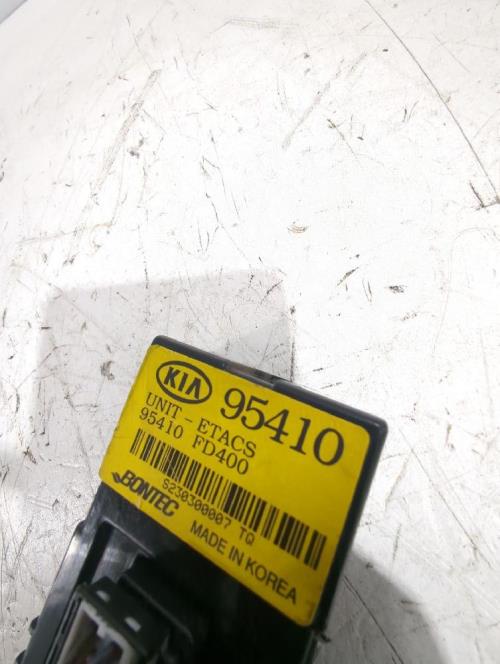 KIA 95410
UNIT - ETACS
95410 FD400
S230300007 TQ
BONTEC
MADE IN KOREA